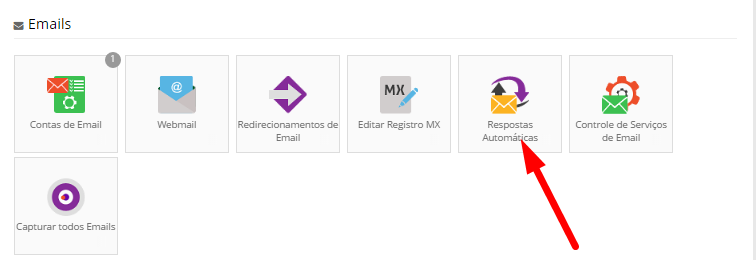 Emails
1
Contas de Email
Webmail
Redirecionamentos de
Email
MX
Editar Registro MX
Respostas
Automáticas
Controle de Serviços
de Email
@
Capturar todos Emails